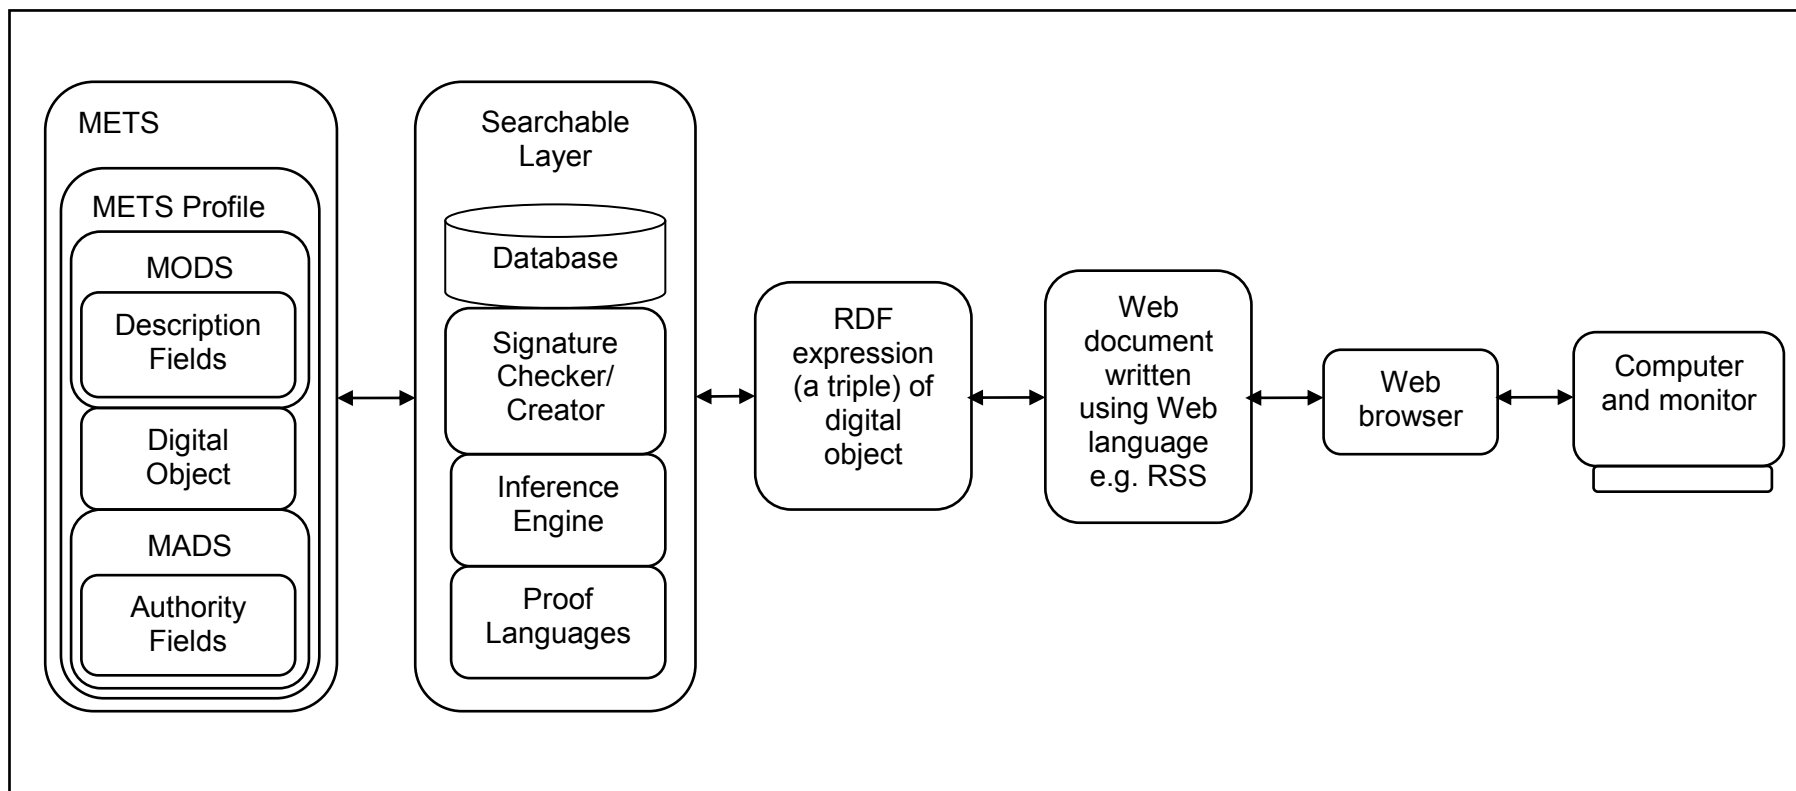 METS
METS Profile
MODS
Description
Fields
Digital
Object
MADS
Authority
Fields
Searchable
Layer
Database
Signature
Checker/
Creator
Inference
Engine
Proof
Languages
RDF
expression
(a triple) of
digital
object
Web
document
written
using Web
language
e.g. RSS
Web
browser
Computer
and monitor